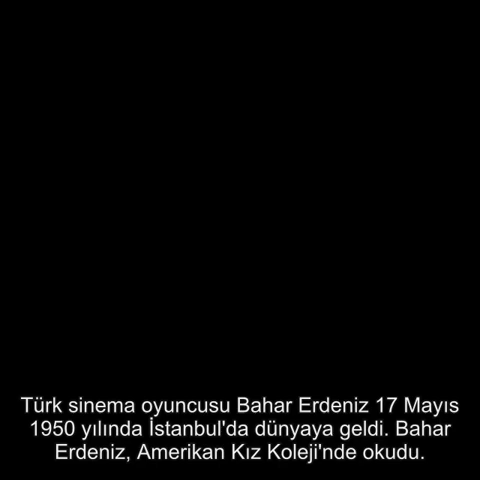 Türk sinema oyuncusu Bahar Erdeniz 17 Mayıs
1950 yılında İstanbul'da dünyaya geldi. Bahar
Erdeniz, Amerikan Kız Koleji'nde okudu.